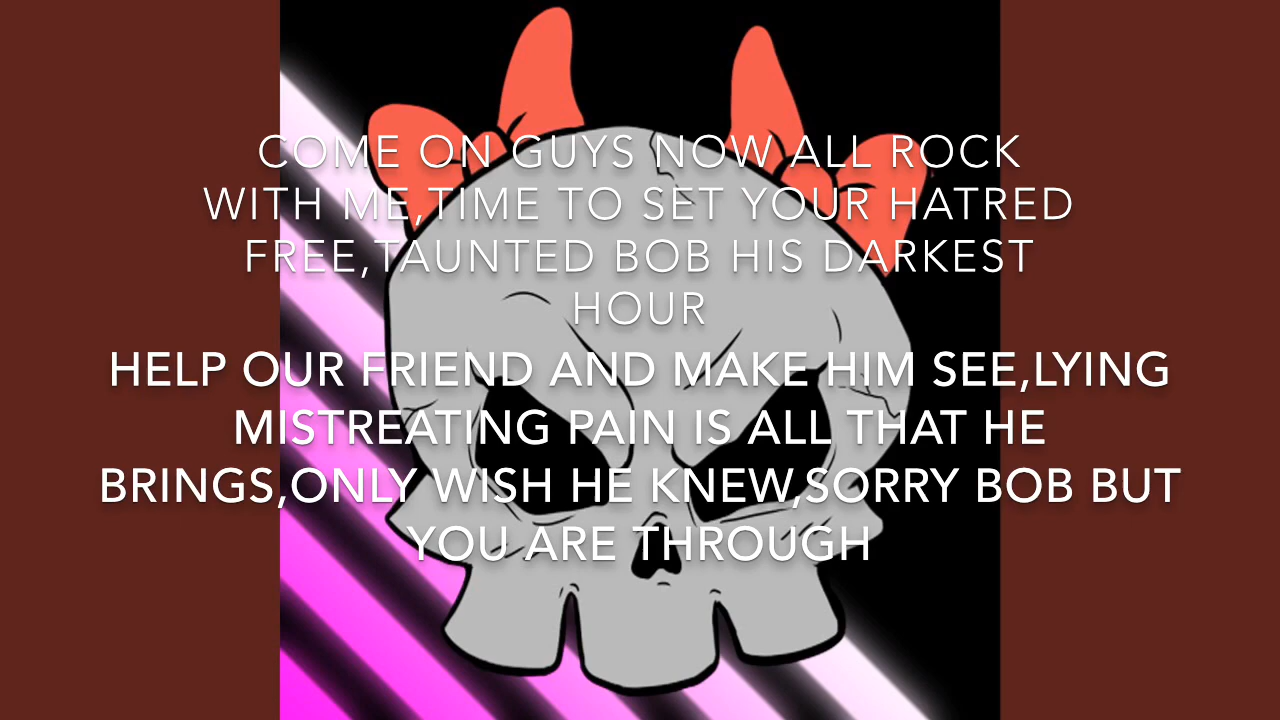 COME ON GUYS NOW ALL ROCK
WITH ME,TIME TO SET YOUR HATRED
FREE,TAUNTED BOB HIS DARKEST
HOUR
HELP OUR FRIEND AND MAKE HIM SEE,LYING
MISTREATING PAIN IS ALL THAT HE
BRINGS,ONLY WISH HE KNEW,SORRY BOB BUT
YOU ARE THROUGH